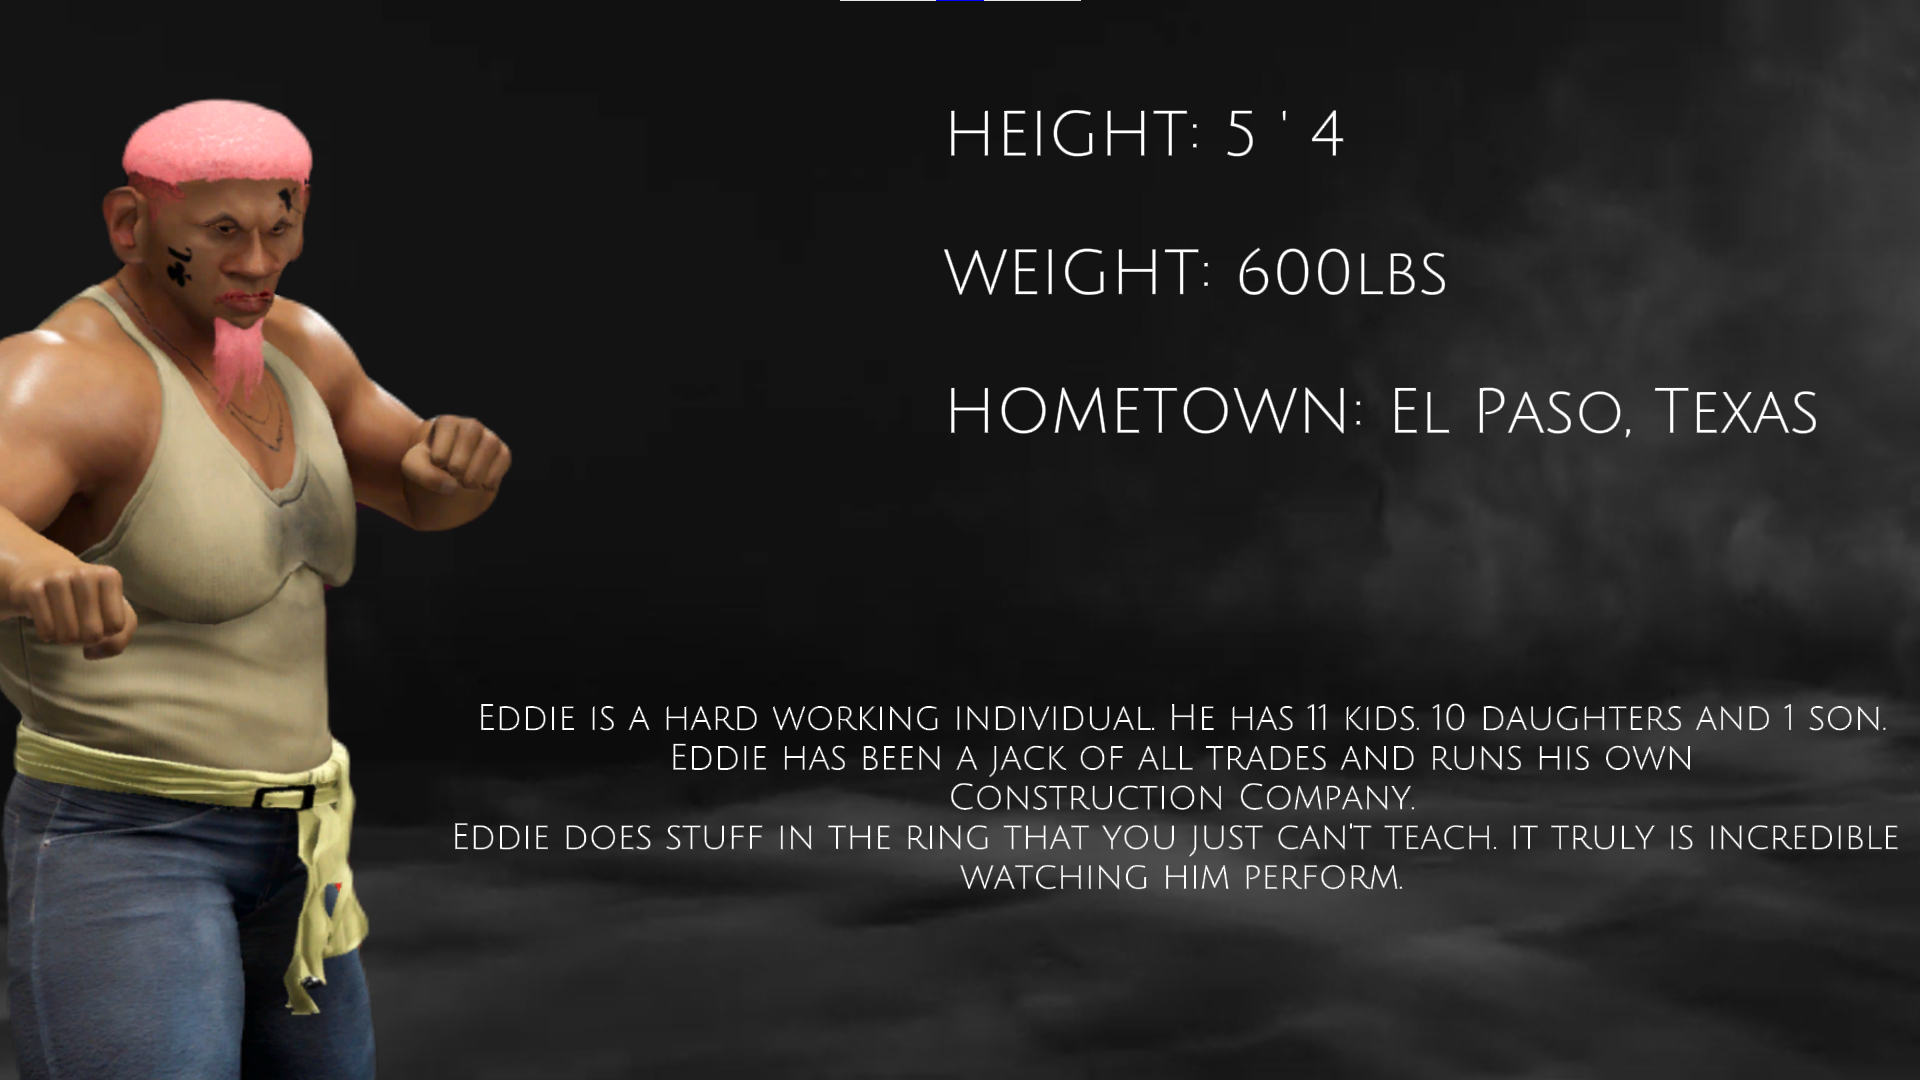 HEIGHT: 5 ' 4
WEIGHT: 600LBS
HOMETOWN: El Paso, Texas
Eddie is a hard working individual. He has 11 kids. 10 daughters and 1 son.
Eddie has been a jack of all trades and runs his own
Construction Company.
Eddie does stuff in the ring that you just can't teach. it truly is incredible
watching him perform.